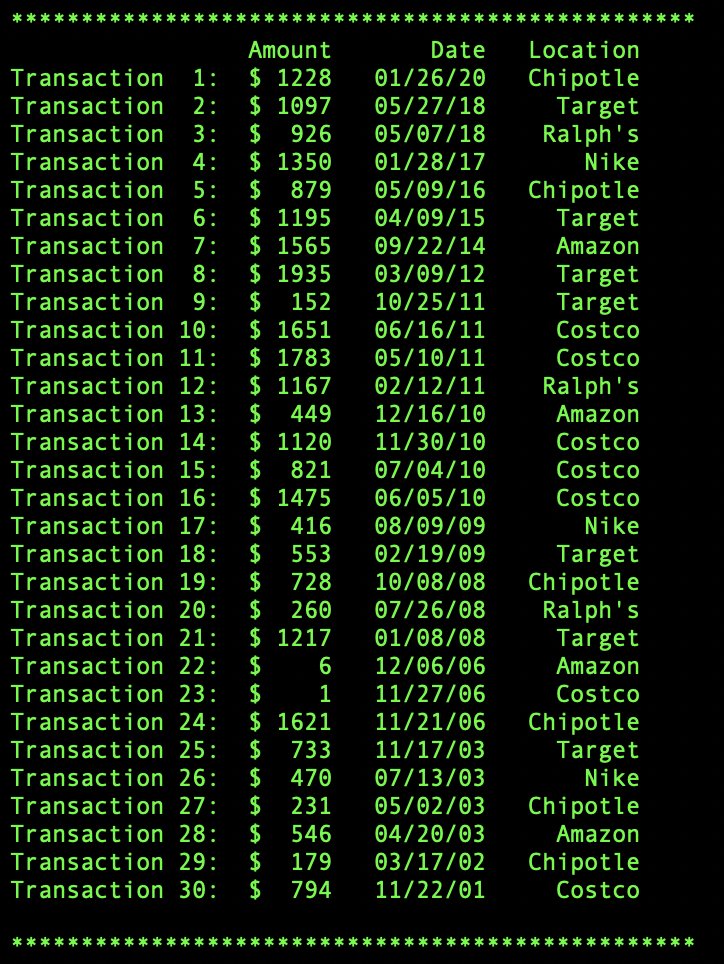 *************************************************
Amount Date Location
Transaction 1: $ 1228 01/26/20 Chipotle
Transaction 2: $ 1097 05/27/18 Target
Transaction 3: $ 926 05/07/18 Ralph's
Transaction 4: $ 1350 01/28/17 Nike
Transaction 5: $ 879 05/09/16 Chipotle
Transaction 6: $ 1195 04/09/15 Target
Transaction 7: $ 1565 09/22/14 Amazon
Transaction 8: $ 1935 03/09/12 Target
Transaction 9: $ 152 10/25/11 Target
Transaction 10: $ 1651 06/16/11 Costco
Transaction 11: $ 1783 05/10/11 Costco
Transaction 12: $ 1167 02/12/11 Ralph's
Transaction 13: $ 449 12/16/10 Amazon
Transaction 14: $ 1120 11/30/10 Costco
Transaction 15: $ 821 07/04/10 Costco
Transaction 16: $ 1475 06/05/10 Costco
Transaction 17: $ 416 08/09/09 Nike
Transaction 18: $ 553 02/19/09 Target
Transaction 19: $ 728 10/08/08 Chipotle
Transaction 20: $ 260 07/26/08 Ralph's
Transaction 21: $ 1217 01/08/08 Target
Transaction 22: $ 6 12/06/06 Amazon
Transaction 23: $ 1 11/27/06 Costco
Transaction 24: $ 1621 11/21/06 Chipotle
Transaction 25: $ 733 11/17/03 Target
Transaction 26: $ 470 07/13/03 Nike
Transaction 27: $ 231 05/02/03 Chipotle
Transaction 28: $ 546 04/20/03 Amazon
Transaction 29: $ 179 03/17/02 Chipotle
Transaction 30: $ 794 11/22/01 Costco
*************************************************